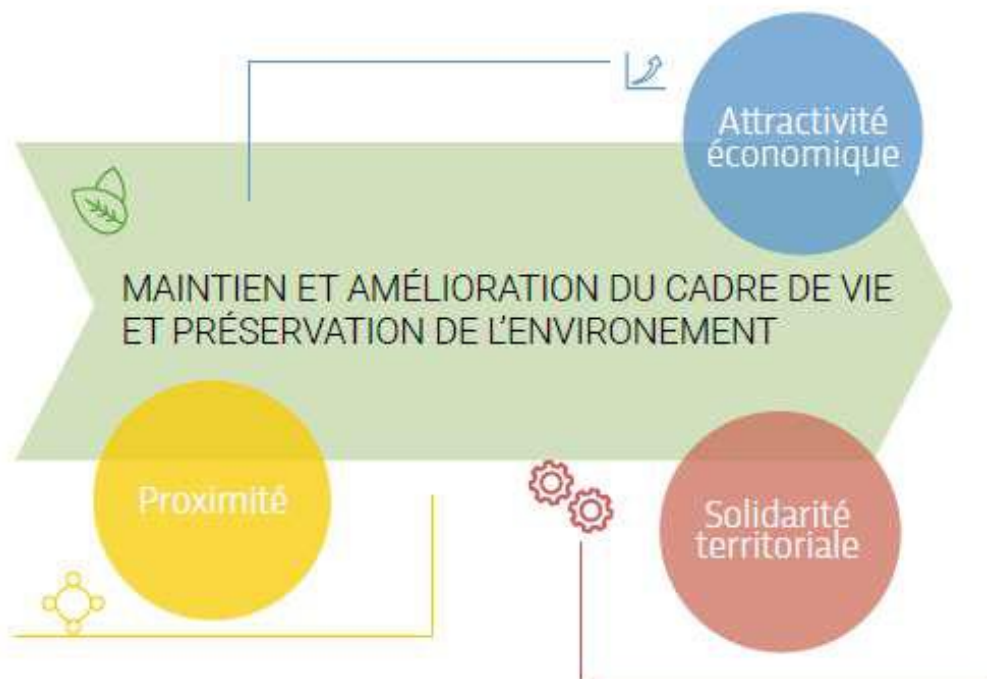 Attractivité
économique
MAINTIEN ET AMÉLIORATION DU CADRE DE VIE
ET PRÉSERVATION DE L’ENVIRONEMENT
Proximité
Solidarité
territoriale